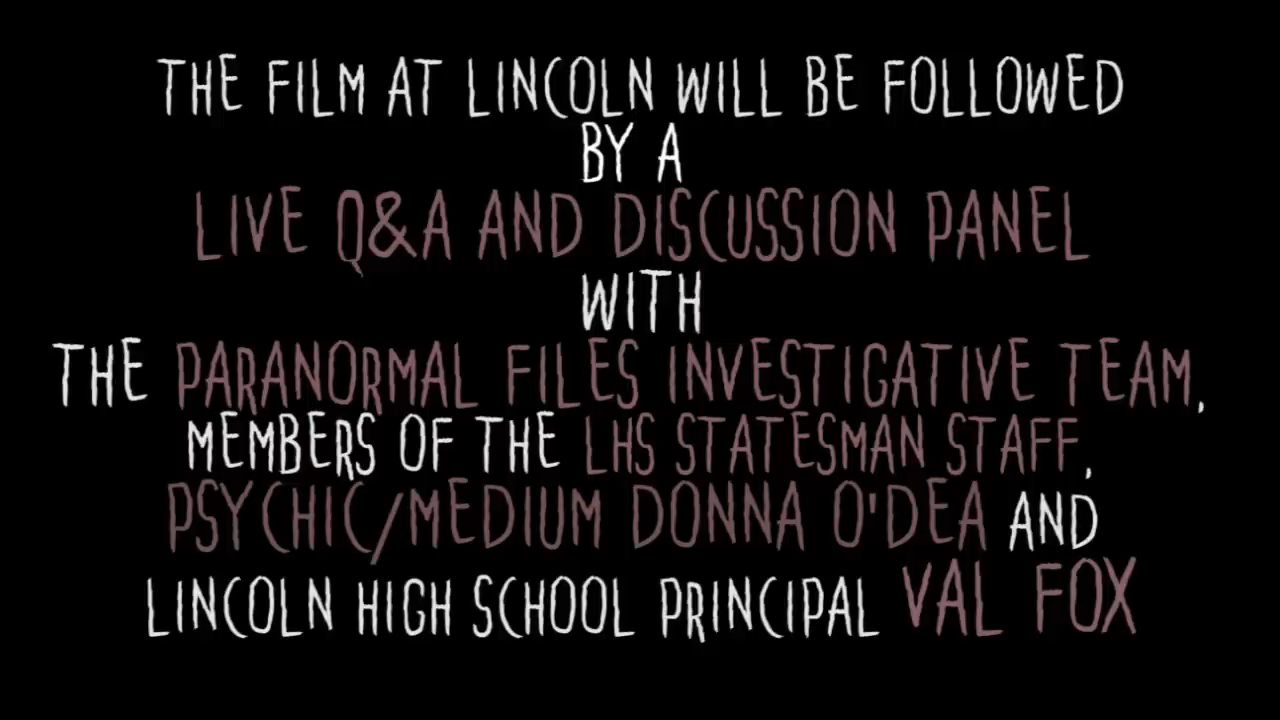 THE FILM AT LINCOLN WILL BE FOLLOWED
BY A
LIVE Q&A AND DISCUSSION PANEL
WITH
THE PARANORMAL FILES INVESTIGATIVE TEAM,
MEMBERS OF THE LHS STATESMAN STAFF,
PSYCHIC/MEDIUM DONNA O'DEA AND
LINCOLN HIGH SCHOOL PRINCIPAL VAL FOX